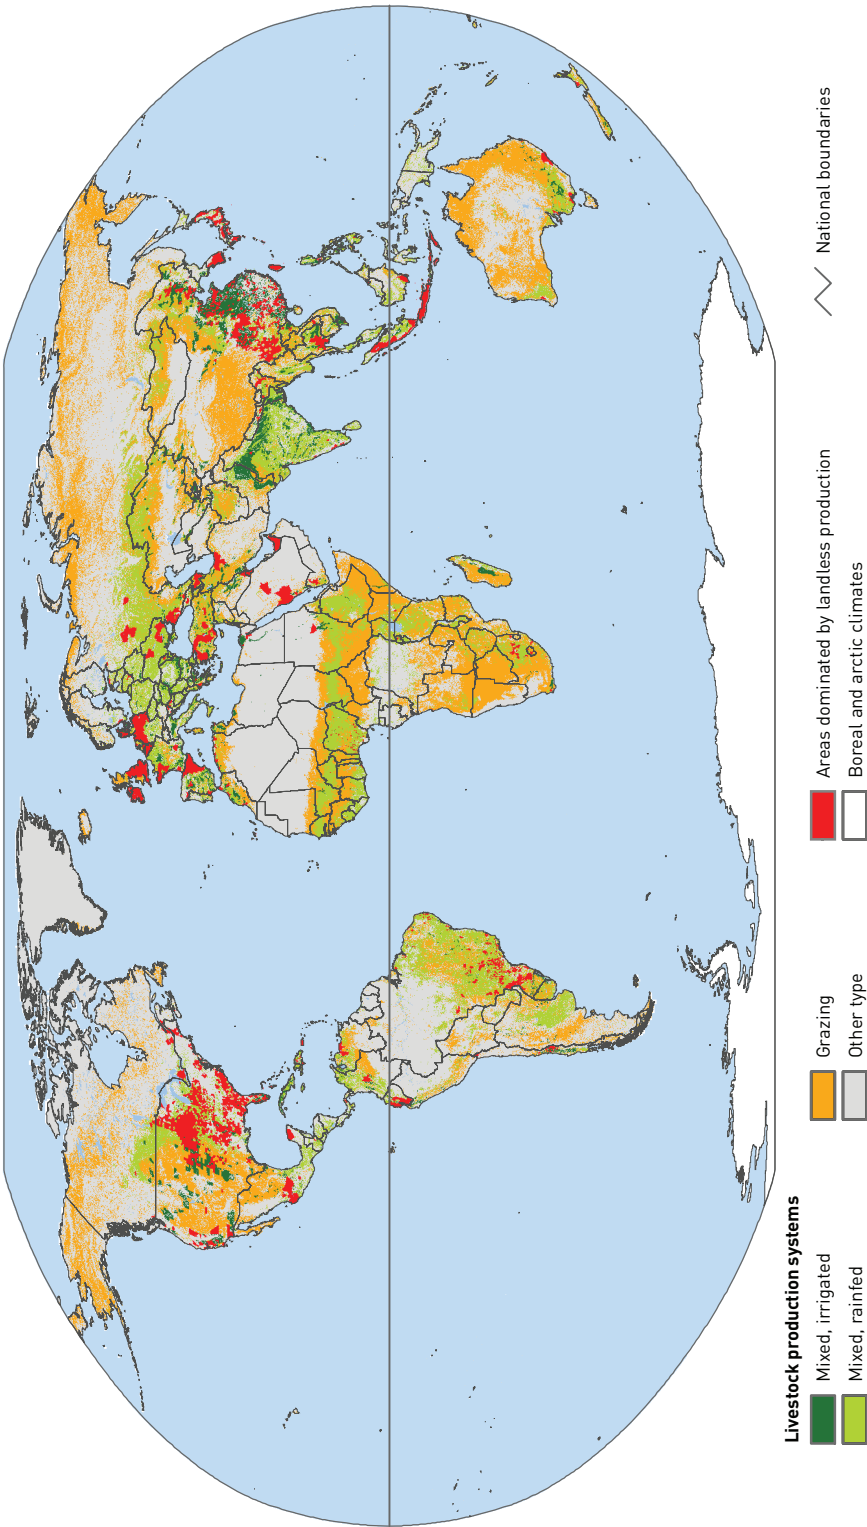 Livestock production systems
Mixed, irrigated
Grazing
Areas dominated by landless production
National boundaries
Mixed, rainfed
Other type
Boreal and arctic climates